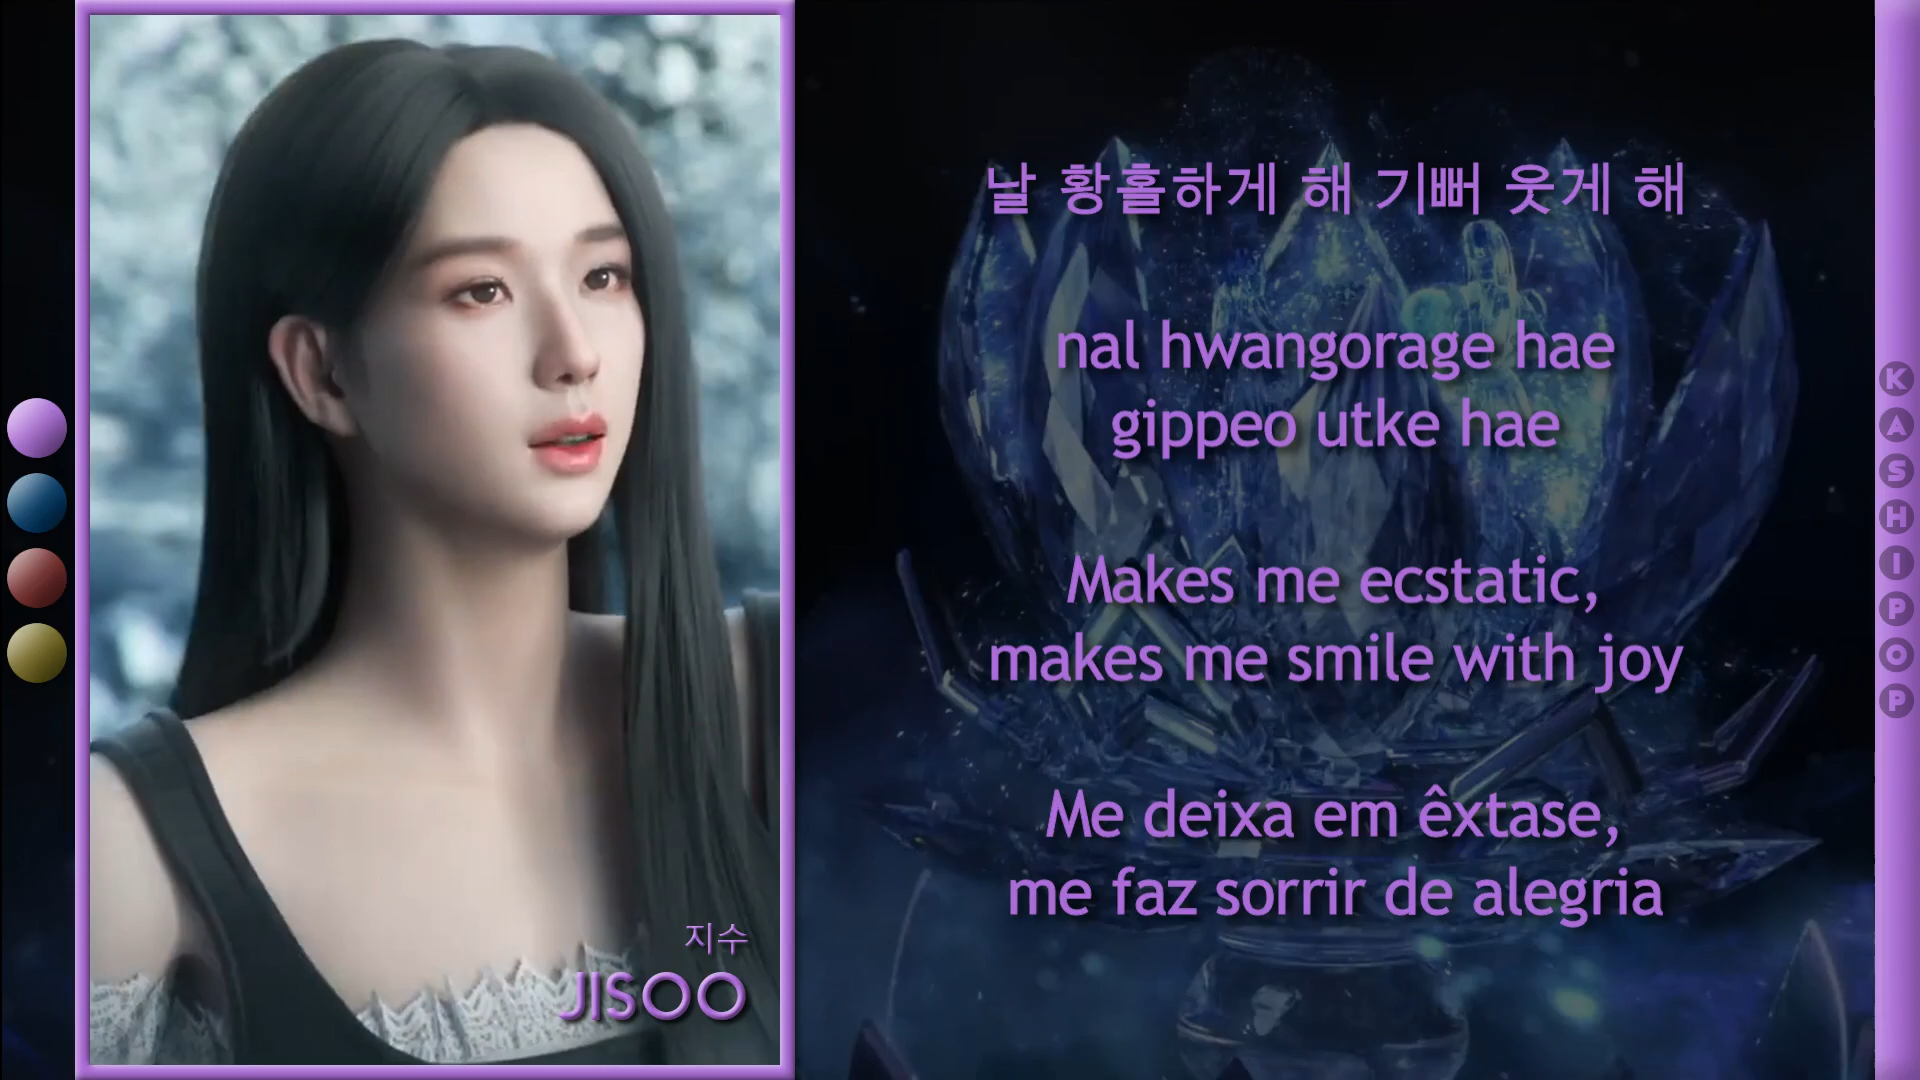 날 황홀하게 해 기뻐 웃게 해
nal hwangorage hae
gippeo utke hae
Makes me ecstatic,
makes me smile with joy
Me deixa em êxtase,
me faz sorrir de alegria
지수
JISOO
KASHIPOP